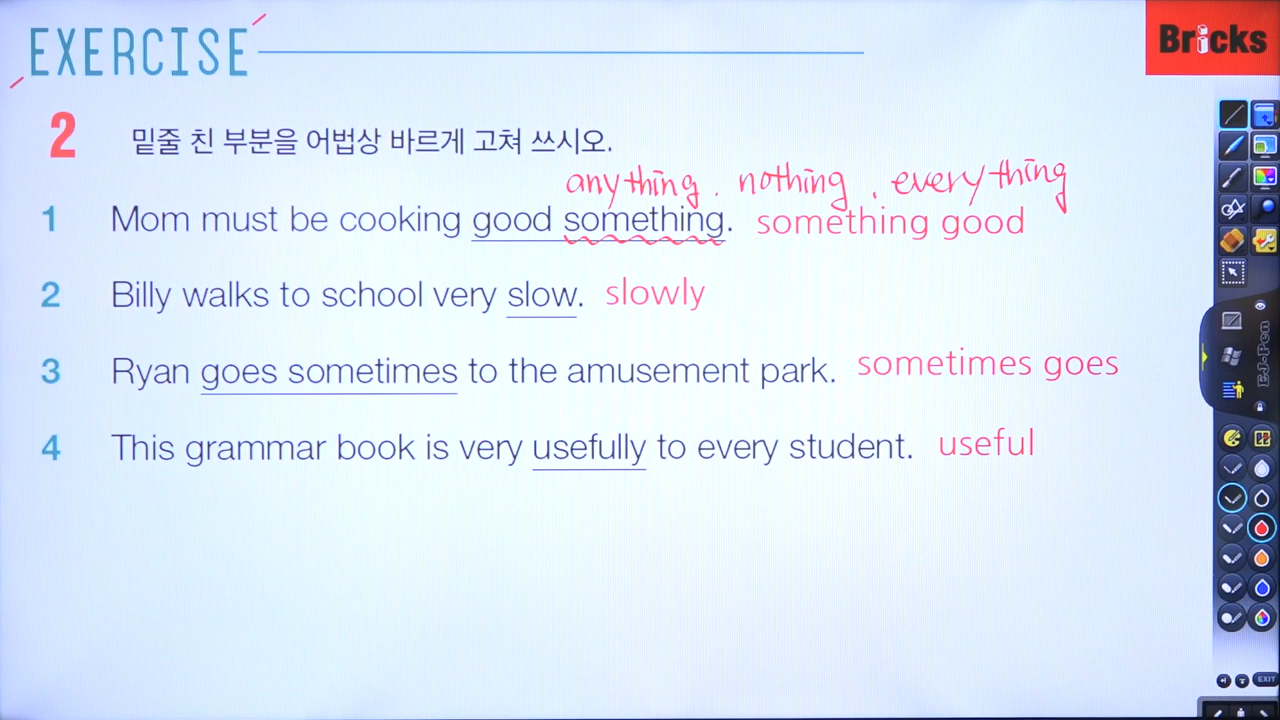 EXERCISE
Bricks
2 밑줄 친 부분을 어법상 바르게 고쳐 쓰시오.
anything . nothing . everything
1 Mom must be cooking good something. something good
2 Billy walks to school very slow. slowly
3 Ryan goes sometimes to the amusement park. sometimes goes
4 This grammar book is very usefully to every student. useful
E.J-Pen
EXIT